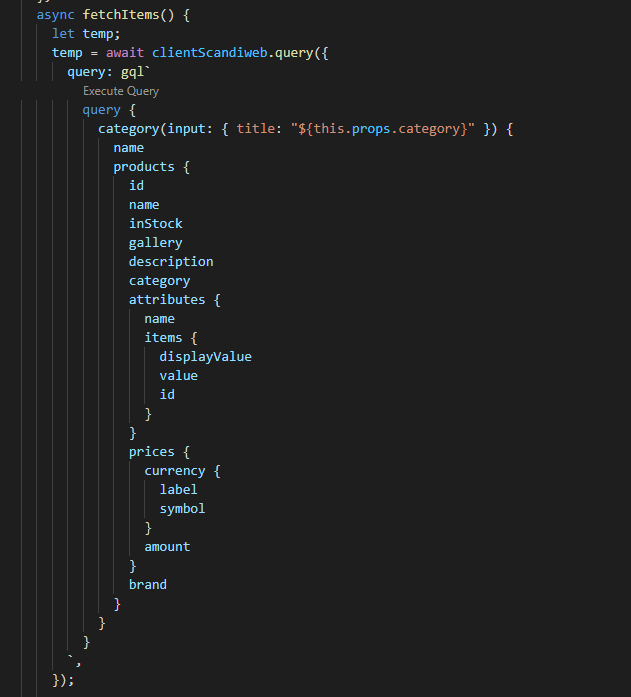 async fetchItems() {
let temp;
temp = await clientScandiweb.query({
query: gql`
Execute Query
query {
category(input: { title: "${this.props.category}" }) {
name
products {
id
name
inStock
gallery
description
category
attributes {
name
items {
displayValue
value
id
}
}
prices {
currency {
label
symbol
}
amount
}
brand
}
}
}
`,
});